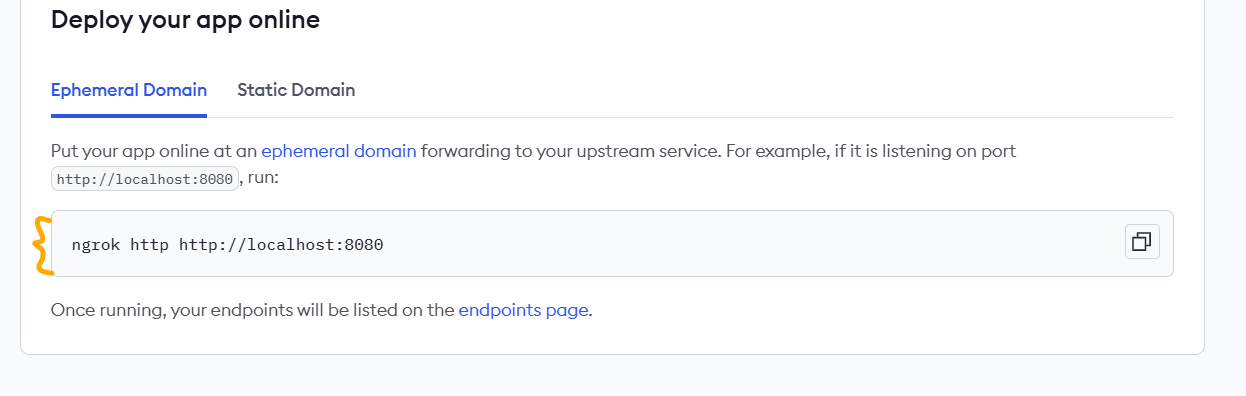 Deploy your app online
Ephemeral Domain Static Domain
Put your app online at an ephemeral domain forwarding to your upstream service. For example, if it is listening on port
http://localhost:8080, run:
ngrok http http://localhost:8080
Once running, your endpoints will be listed on the endpoints page.